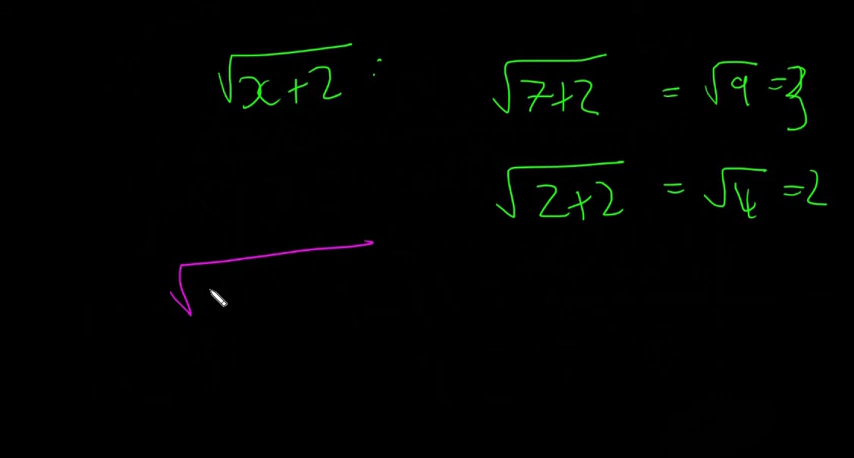 √(x+2) : √(7+2) = √9 = 3
√(2+2) = √4 = 2
√